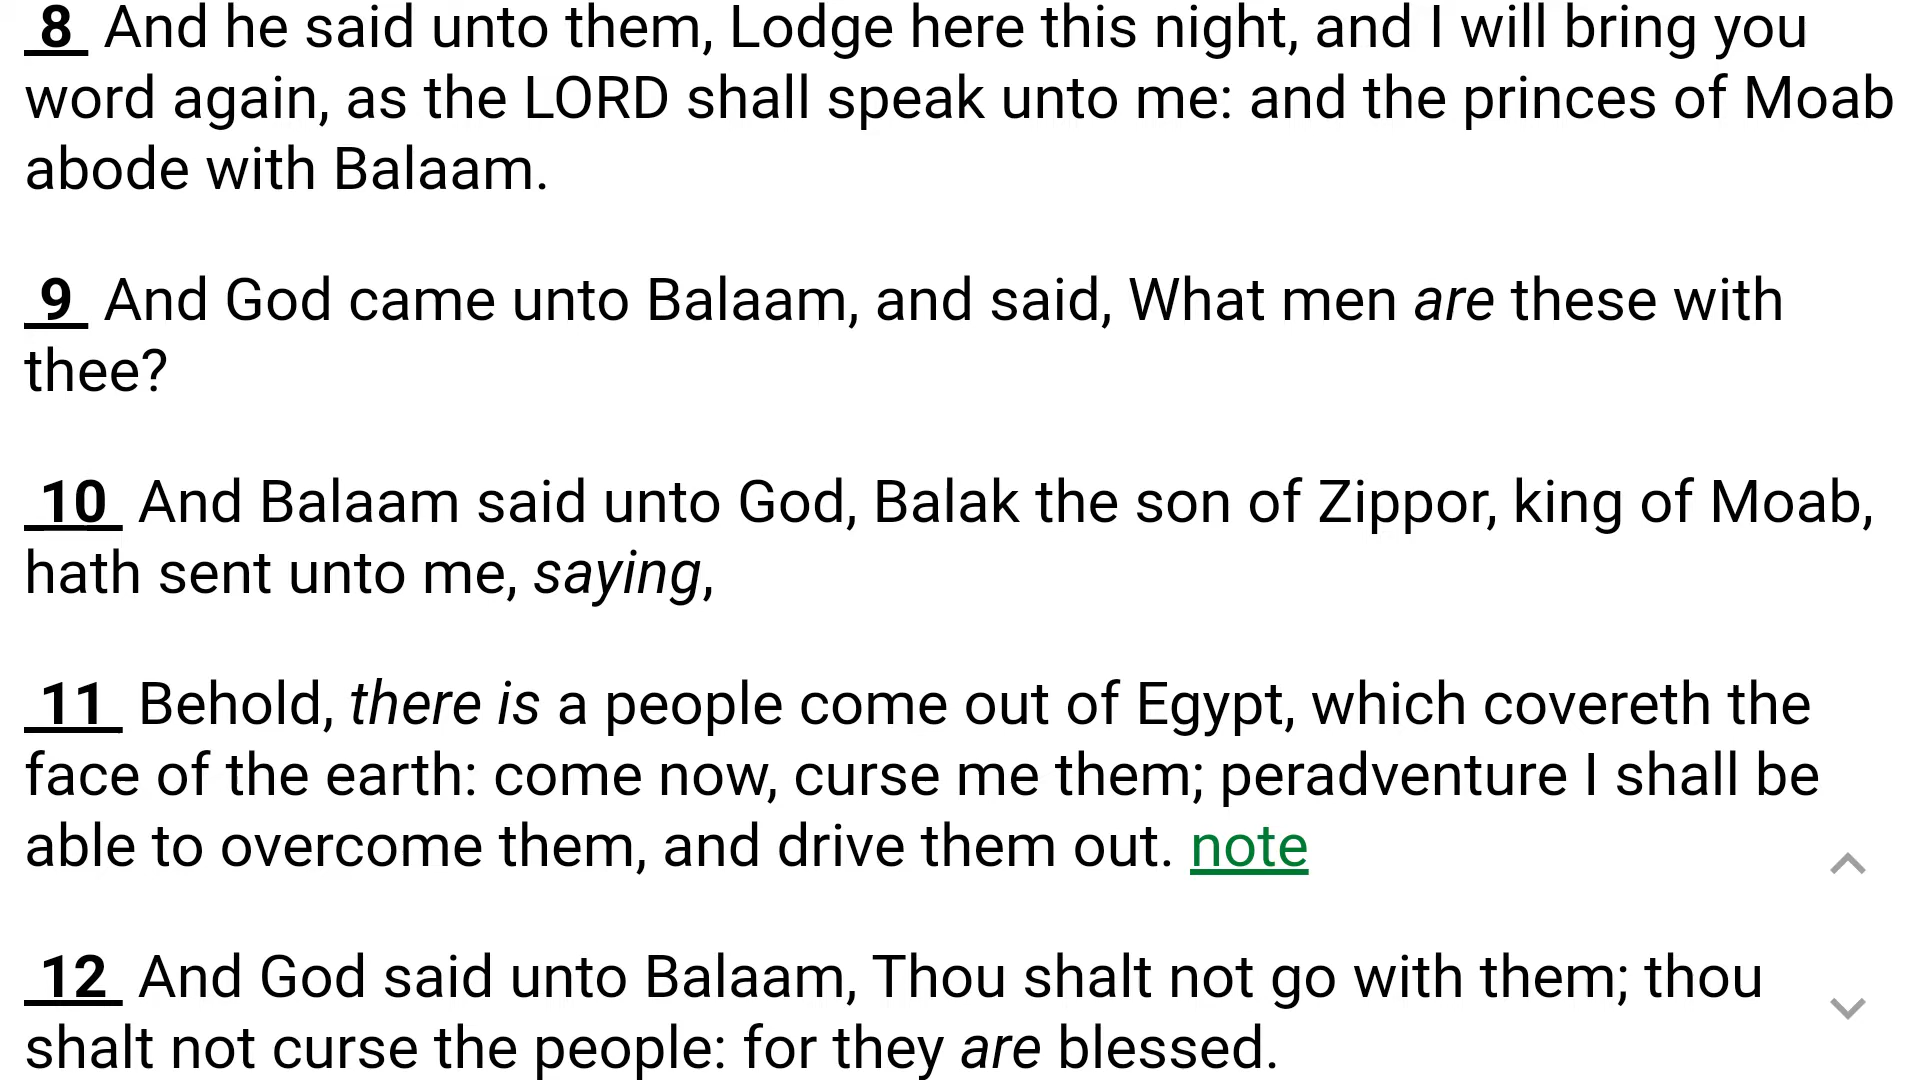 8 And he said unto them, Lodge here this night, and I will bring you
word again, as the LORD shall speak unto me: and the princes of Moab
abode with Balaam.
9 And God came unto Balaam, and said, What men are these with
thee?
10 And Balaam said unto God, Balak the son of Zippor, king of Moab,
hath sent unto me, saying,
11 Behold, there is a people come out of Egypt, which covereth the
face of the earth: come now, curse me them; peradventure I shall be
able to overcome them, and drive them out. note
12 And God said unto Balaam, Thou shalt not go with them; thou
shalt not curse the people: for they are blessed.